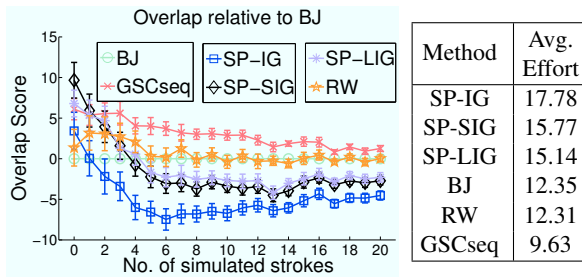 Overlap relative to BJ
Overlap Score
15
10
5
0
−5
−10
BJ SP−IG SP−LIG
GSCseq SP−SIG RW
0 2 4 6 8 10 12 14 16 18 20
No. of simulated strokes
Method Avg. Effort
SP-IG 17.78
SP-SIG 15.77
SP-LIG 15.14
BJ 12.35
RW 12.31
GSCseq 9.63